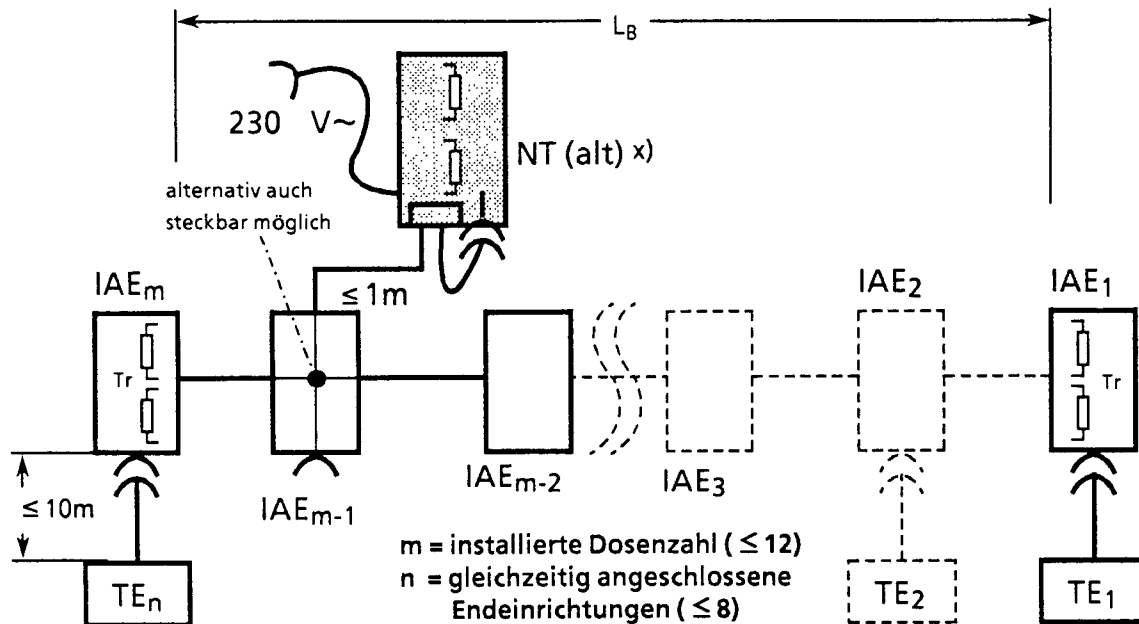 L_B
230 V~
NT (alt) x)
alternativ auch
steckbar möglich
≤ 1m
IAE_m
IAE_2
IAE_1
Tr
Tr
IAE_m-1
IAE_m-2
IAE_3
≤ 10m
m = installierte Dosenzahl ( ≤ 12)
n = gleichzeitig angeschlossene
Endeinrichtungen ( ≤ 8)
TE_n
TE_2
TE_1